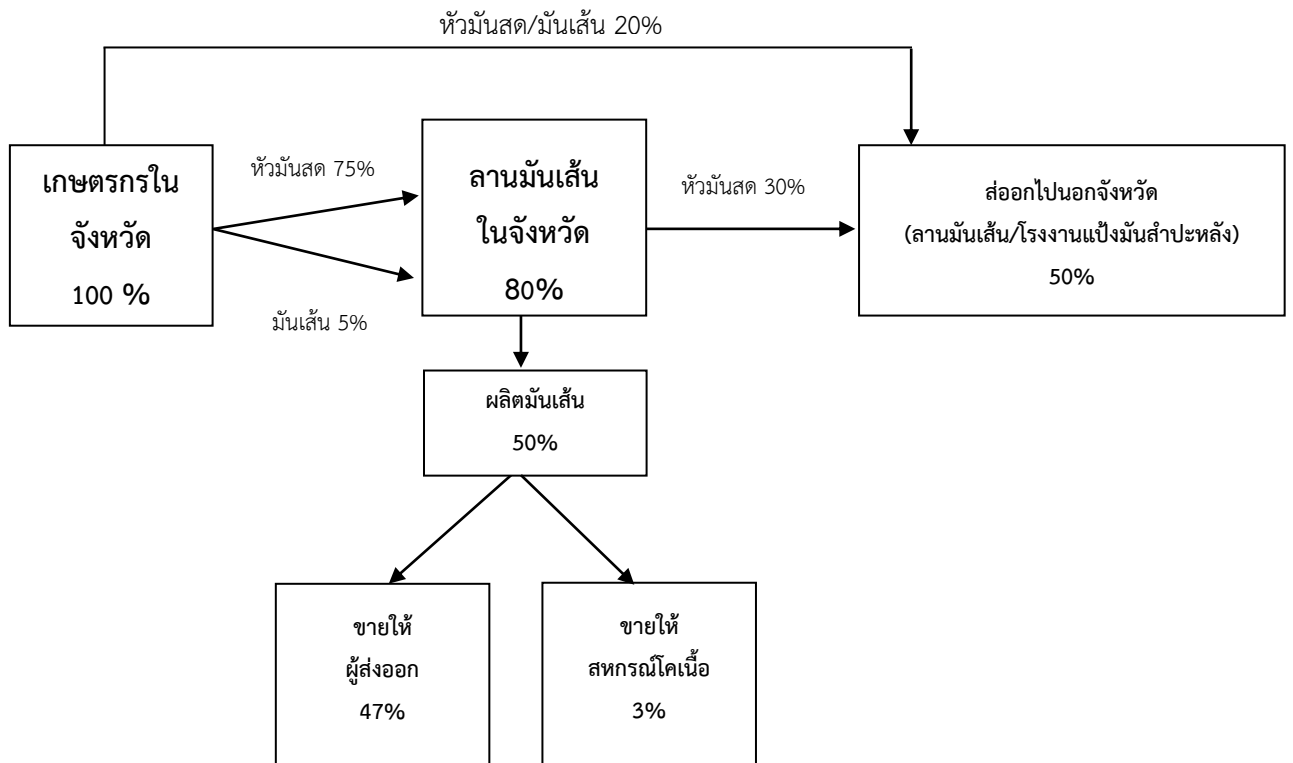 หัวมันสด/มันเส้น 20%
เกษตรกรใน
จังหวัด
100 %
หัวมันสด 75%
มันเส้น 5%
ลานมันเส้น
ในจังหวัด
80%
หัวมันสด 30%
ส่ออกไปนอกจังหวัด
(ลานมันเส้น/โรงงานแป้งมันสำปะหลัง)
50%
ผลิตมันเส้น
50%
ขายให้
ผู้ส่งออก
47%
ขายให้
สหกรณ์โคเนื้อ
3%